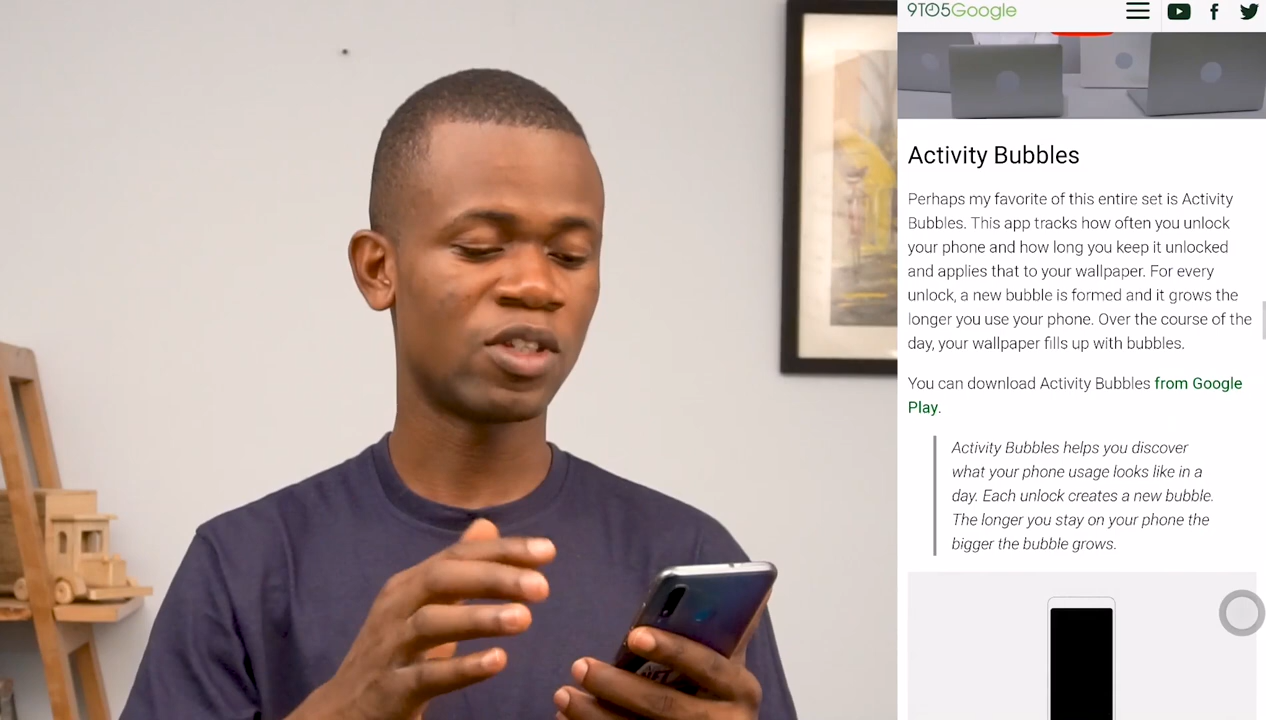 9TO5Google
Activity Bubbles
Perhaps my favorite of this entire set is Activity
Bubbles. This app tracks how often you unlock
your phone and how long you keep it unlocked
and applies that to your wallpaper. For every
unlock, a new bubble is formed and it grows the
longer you use your phone. Over the course of the
day, your wallpaper fills up with bubbles.
You can download Activity Bubbles from Google
Play.
Activity Bubbles helps you discover
what your phone usage looks like in a
day. Each unlock creates a new bubble.
The longer you stay on your phone the
bigger the bubble grows.